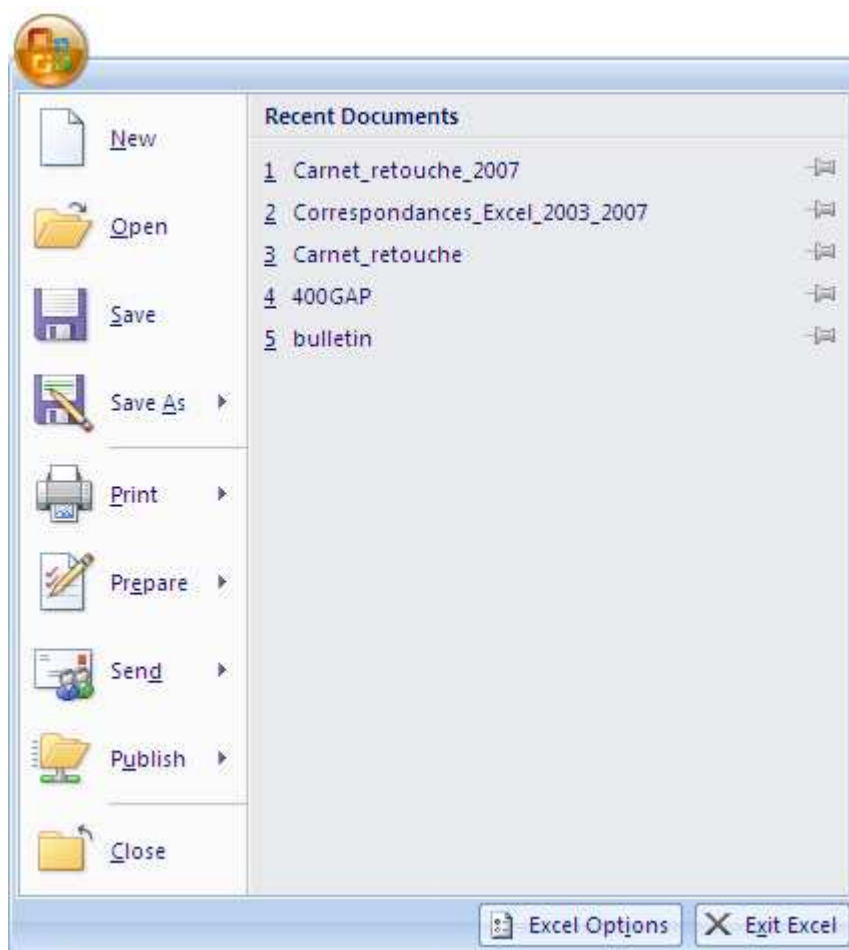 New
Open
Save
Save As
Print
Prepare
Send
Publish
Close
Recent Documents
1 Carnet_retouche_2007
2 Correspondances_Excel_2003_2007
3 Carnet_retouche
4 400GAP
5 bulletin
Excel Options
Exit Excel